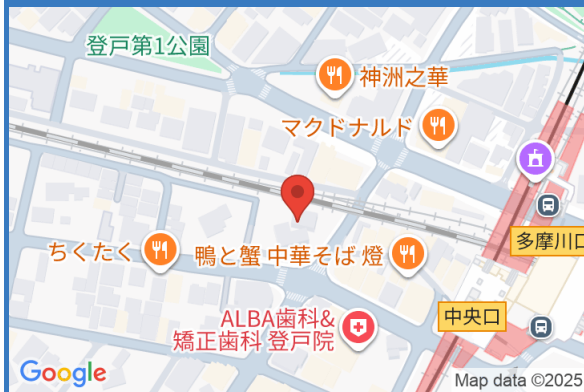 登戸第1公園
神洲之華
マクドナルド
多摩川口
ちくたく
鴨と蟹 中華そば 燈
中央口
ALBA歯科&
矯正歯科 登戸院
Google
Map data ©2025